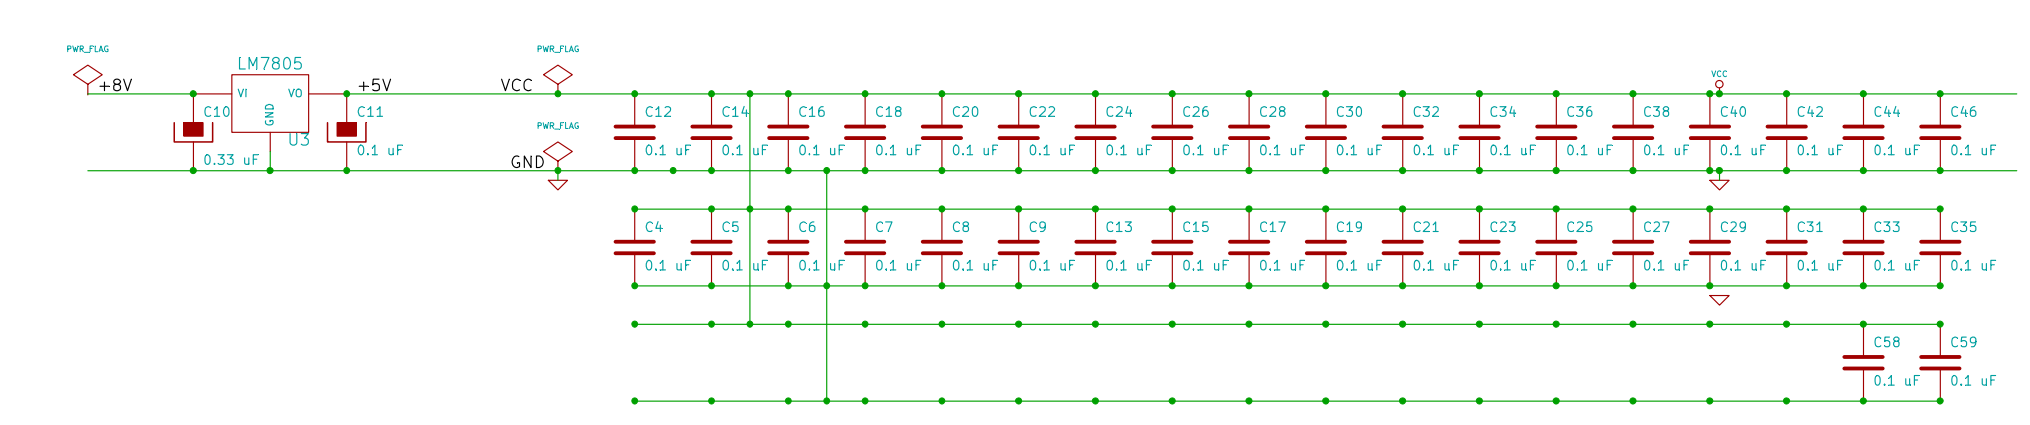 PWR_FLAG PWR_FLAG
LM7805
VCC
+8V +5V VCC
VI VO
GND
C10 C11 C12 C14 C16 C18 C20 C22 C24 C26 C28 C30 C32 C34 C36 C38 C40 C42 C44 C46
PWR_FLAG
U3
0.33 uF 0.1 uF 0.1 uF 0.1 uF 0.1 uF 0.1 uF 0.1 uF 0.1 uF 0.1 uF 0.1 uF 0.1 uF 0.1 uF 0.1 uF 0.1 uF 0.1 uF 0.1 uF 0.1 uF 0.1 uF 0.1 uF 0.1 uF
GND
C4 C5 C6 C7 C8 C9 C13 C15 C17 C19 C21 C23 C25 C27 C29 C31 C33 C35
0.1 uF 0.1 uF 0.1 uF 0.1 uF 0.1 uF 0.1 uF 0.1 uF 0.1 uF 0.1 uF 0.1 uF 0.1 uF 0.1 uF 0.1 uF 0.1 uF 0.1 uF 0.1 uF 0.1 uF 0.1 uF
C58 C59
0.1 uF 0.1 uF